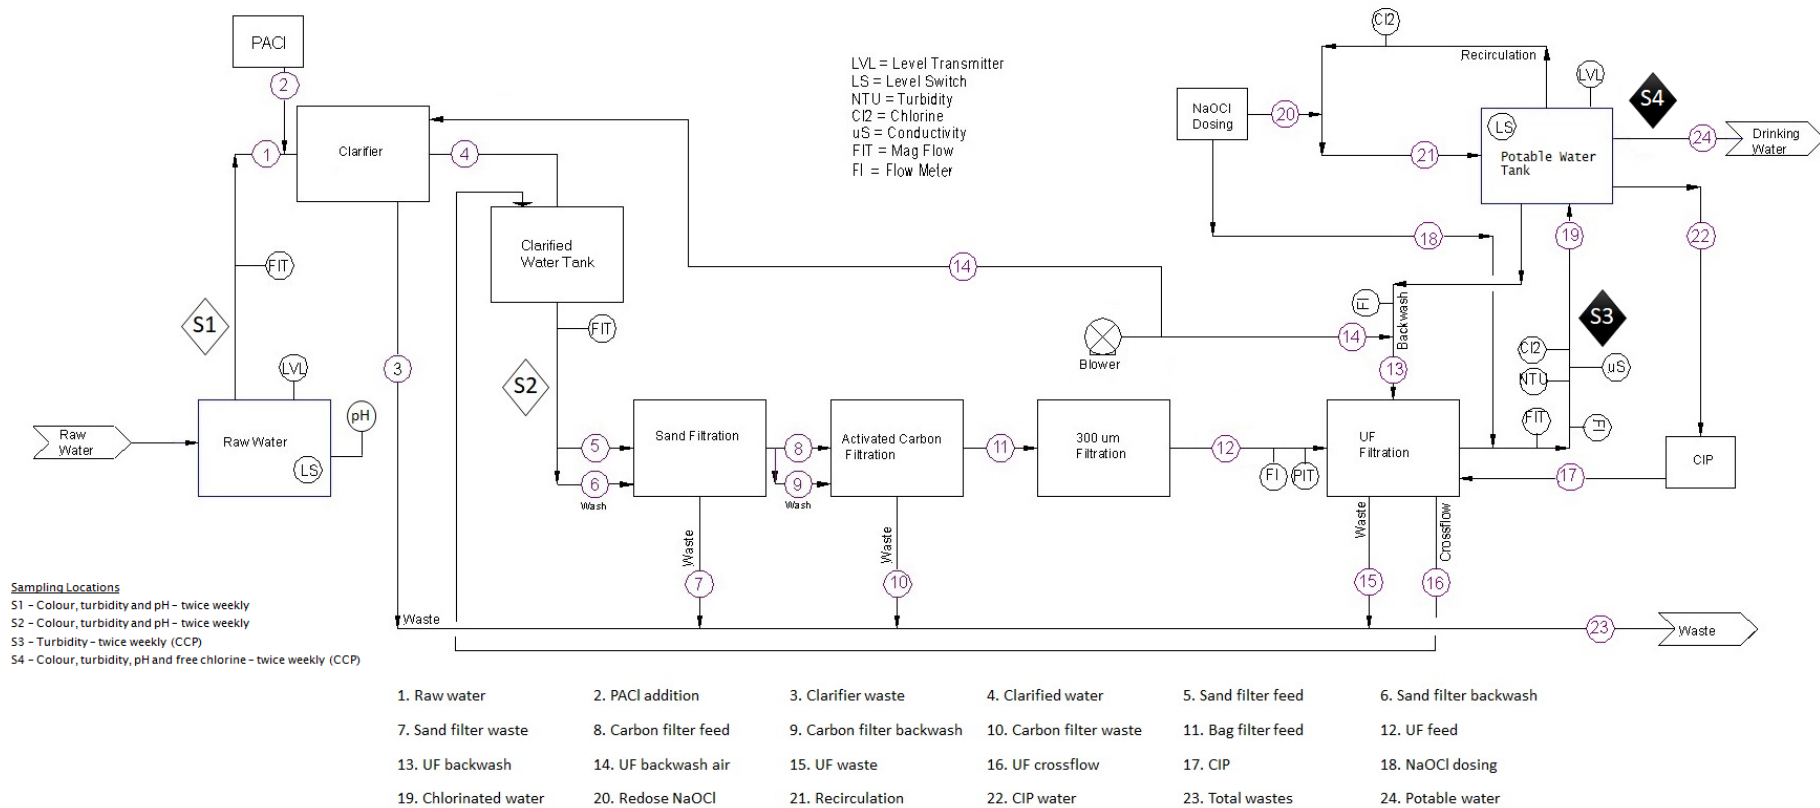 PACl
2
1
Clarifier
4
FIT
S1
LVL
pH
Raw
Water
Raw Water
LS
3
Clarified
Water Tank
FIT
S2
5
6
Wash
Sand Filtration
Waste
7
8
9
Wash
Activated Carbon
Filtration
Waste
10
11
300 um
Filtration
12
FI
PIT
UF
Filtration
Waste
15
Crossflow
16
14
Blower
14
FI
Backwash
13
LVL = Level Transmitter
LS = Level Switch
NTU = Turbidity
Cl2 = Chlorine
uS = Conductivity
FIT = Mag Flow
FI = Flow Meter
Cl2
Recirculation
LVL
S4
NaOCl
Dosing
20
21
LS
Potable Water
Tank
24
Drinking
Water
18
19
22
S3
Cl2
NTU
uS
FIT
FI
CIP
17
Waste
23
Waste
Sampling Locations
S1 – Colour, turbidity and pH – twice weekly
S2 – Colour, turbidity and pH – twice weekly
S3 – Turbidity – twice weekly (CCP)
S4 – Colour, turbidity, pH and free chlorine – twice weekly (CCP)
1. Raw water 2. PACl addition 3. Clarifier waste 4. Clarified water 5. Sand filter feed 6. Sand filter backwash
7. Sand filter waste 8. Carbon filter feed 9. Carbon filter backwash 10. Carbon filter waste 11. Bag filter feed 12. UF feed
13. UF backwash 14. UF backwash air 15. UF waste 16. UF crossflow 17. CIP 18. NaOCl dosing
19. Chlorinated water 20. Redose NaOCl 21. Recirculation 22. CIP water 23. Total wastes 24. Potable water